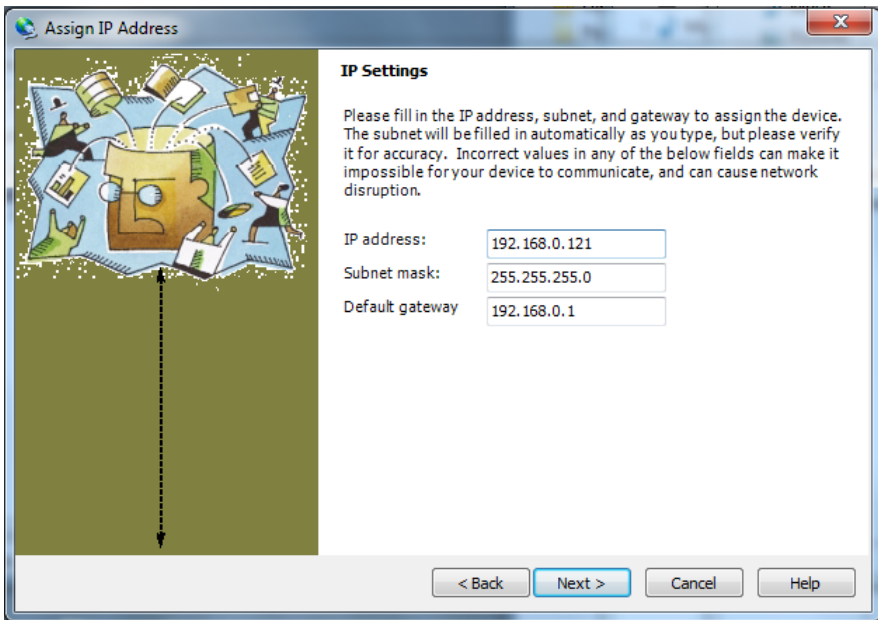 Assign IP Address
X
IP Settings
Please fill in the IP address, subnet, and gateway to assign the device.
The subnet will be filled in automatically as you type, but please verify
it for accuracy. Incorrect values in any of the below fields can make it
impossible for your device to communicate, and can cause network
disruption.
IP address: 192.168.0.121
Subnet mask: 255.255.255.0
Default gateway 192.168.0.1
< Back Next > Cancel Help